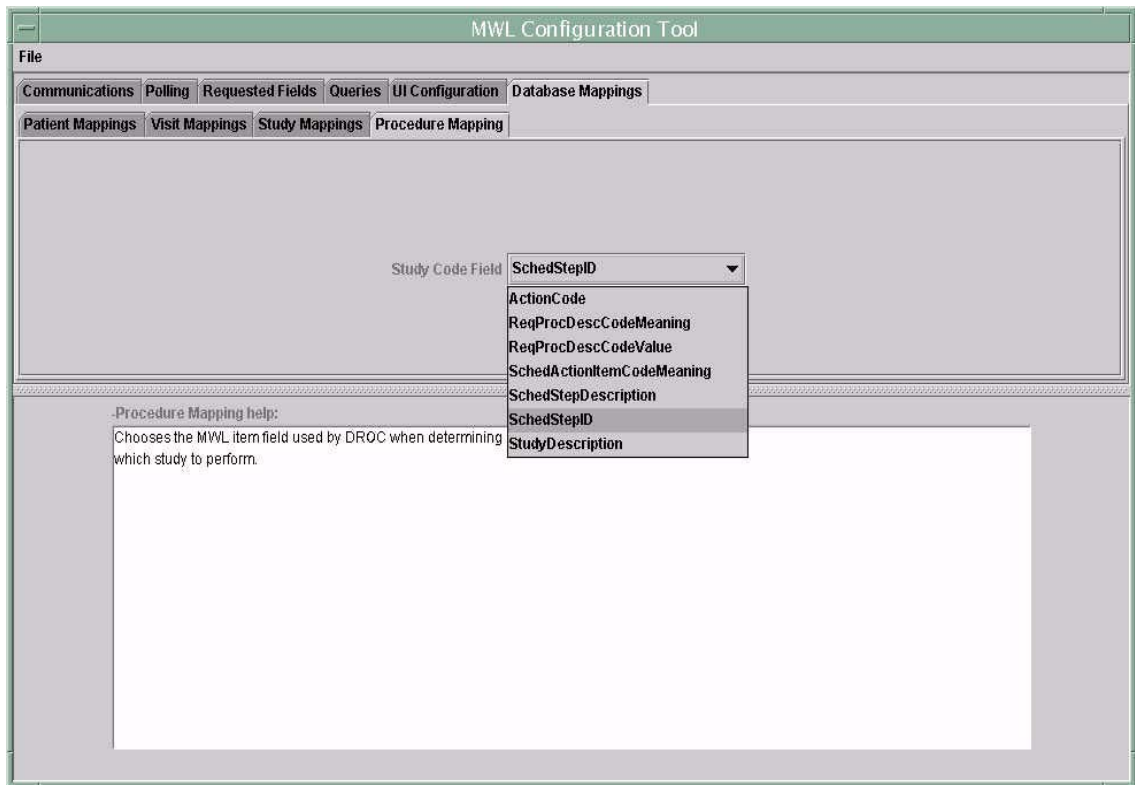 MWL Configuration Tool
File
Communications Polling Requested Fields Queries UI Configuration Database Mappings
Patient Mappings Visit Mappings Study Mappings Procedure Mapping
Study Code Field SchedStepID
ActionCode
ReqProcDescCodeMeaning
ReqProcDescCodeValue
SchedActionItemCodeMeaning
SchedStepDescription
SchedStepID
StudyDescription
-Procedure Mapping help:
Chooses the MWL item field used by DROC when determining
which study to perform.